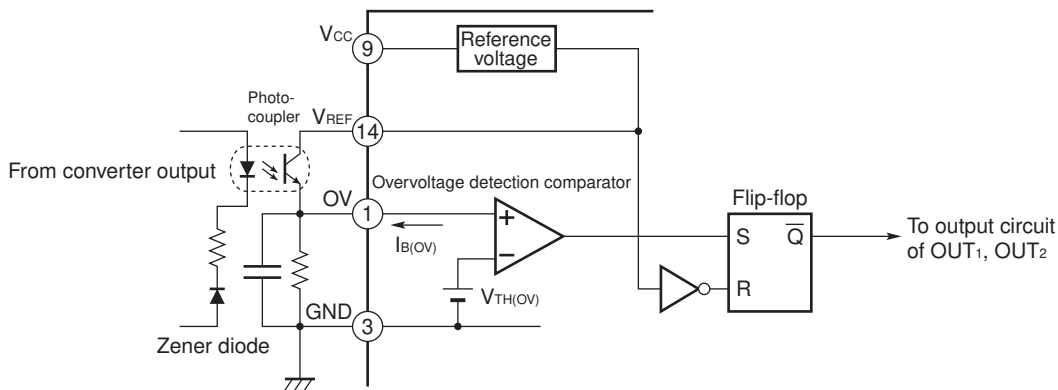 VCC
9
Reference
voltage
Photo-
coupler
VREF
14
From converter output
OV
1
Overvoltage detection comparator
+
−
IB(OV)
VTH(OV)
Flip-flop
S
Q̅
R
To output circuit
of OUT1, OUT2
GND
3
Zener diode